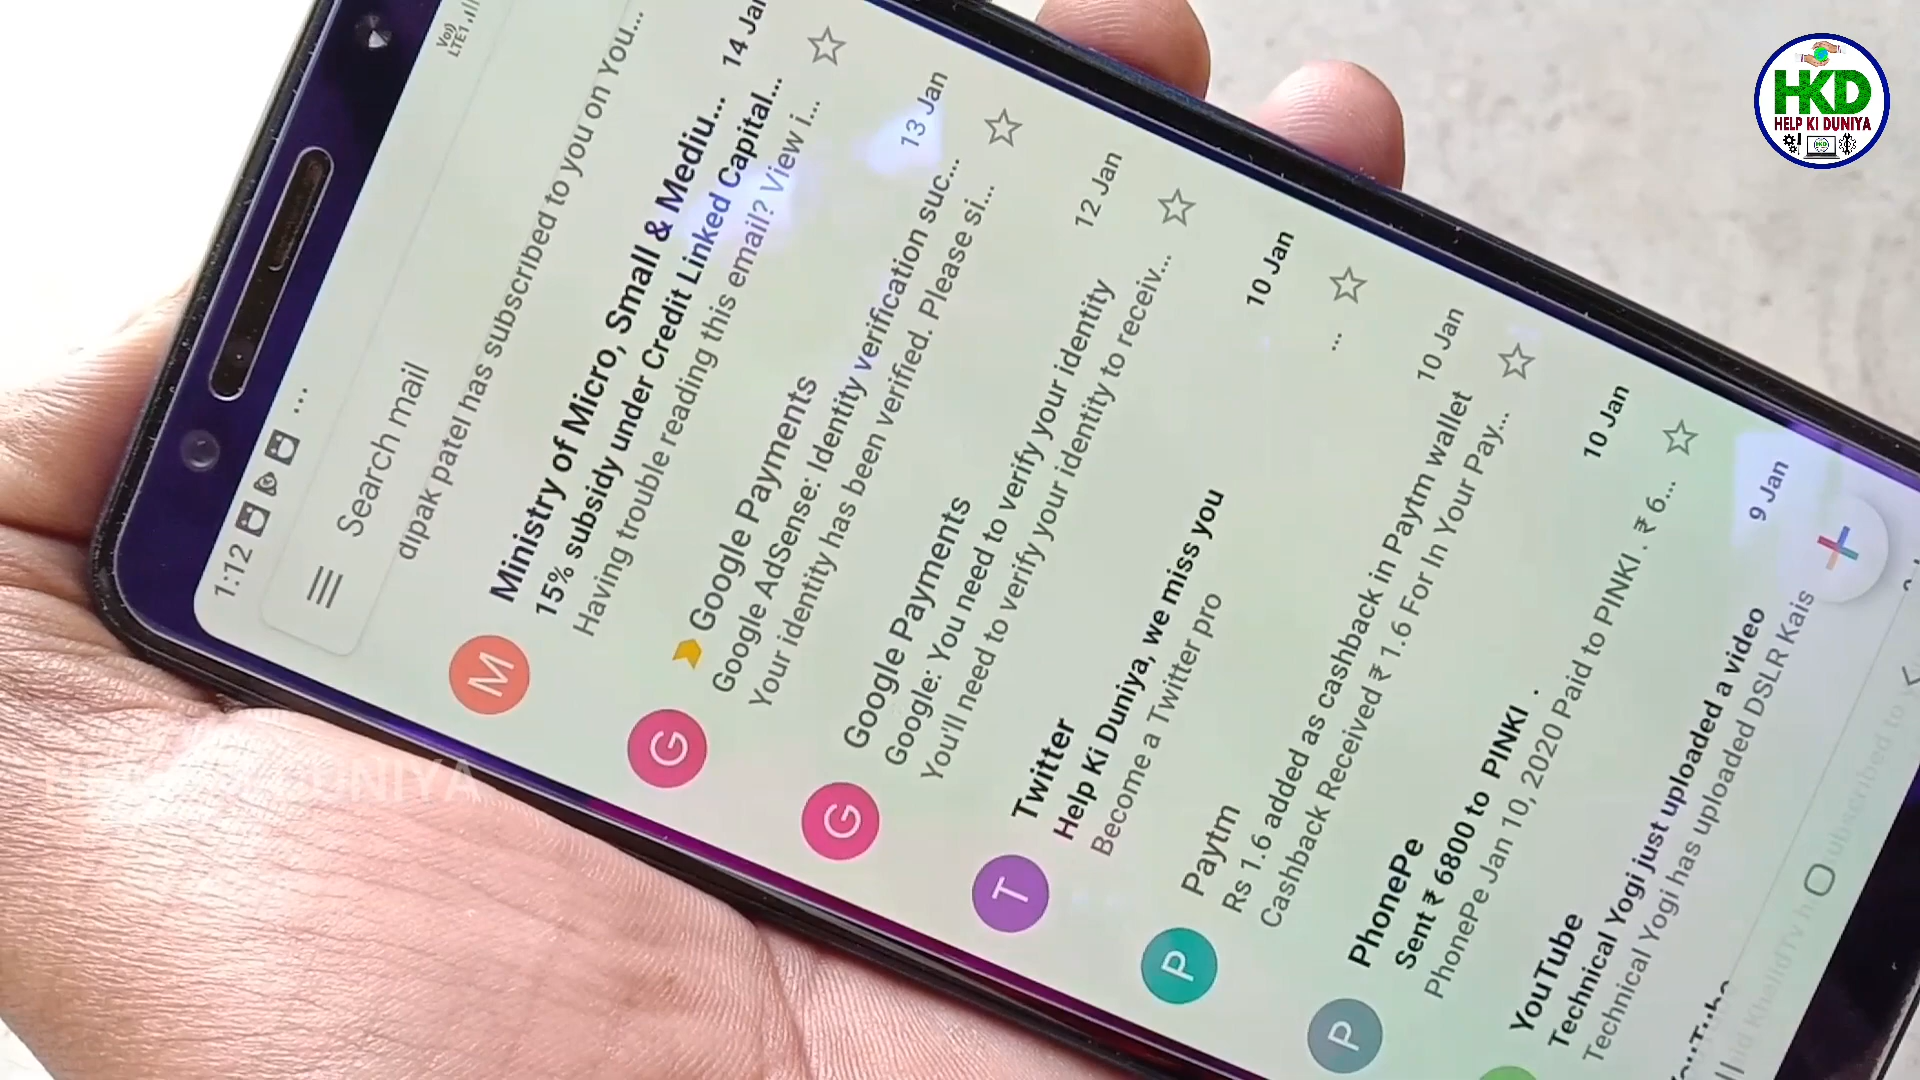 1:12 ...
Vo))
LTE1
Search mail
dipak patel has subscribed to you on You...
M
Ministry of Micro, Small & Mediu...
14 Jan
15% subsidy under Credit Linked Capital...
Having trouble reading this email? View i...
G
Google Payments
13 Jan
Google AdSense: Identity verification suc...
Your identity has been verified. Please si...
G
Google Payments
12 Jan
Google: You need to verify your identity
You'll need to verify your identity to receiv...
T
Twitter
10 Jan
Help Ki Duniya, we miss you
Become a Twitter pro
...
P
Paytm
10 Jan
Rs 1.6 added as cashback in Paytm wallet
Cashback Received ₹ 1.6 For In Your Pay...
P
PhonePe
10 Jan
Sent ₹ 6800 to PINKI .
PhonePe Jan 10, 2020 Paid to PINKI . ₹ 6...
YouTube
9 Jan
Technical Yogi just uploaded a video
Technical Yogi has uploaded DSLR Kais
HKD
HELP KI DUNIYA
HKD
HELP KI DUNIYA